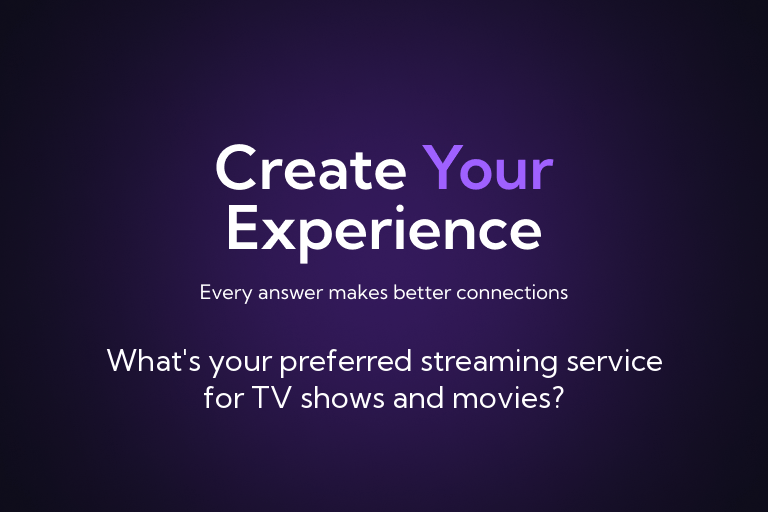 Create Your
Experience
Every answer makes better connections
What's your preferred streaming service
for TV shows and movies?